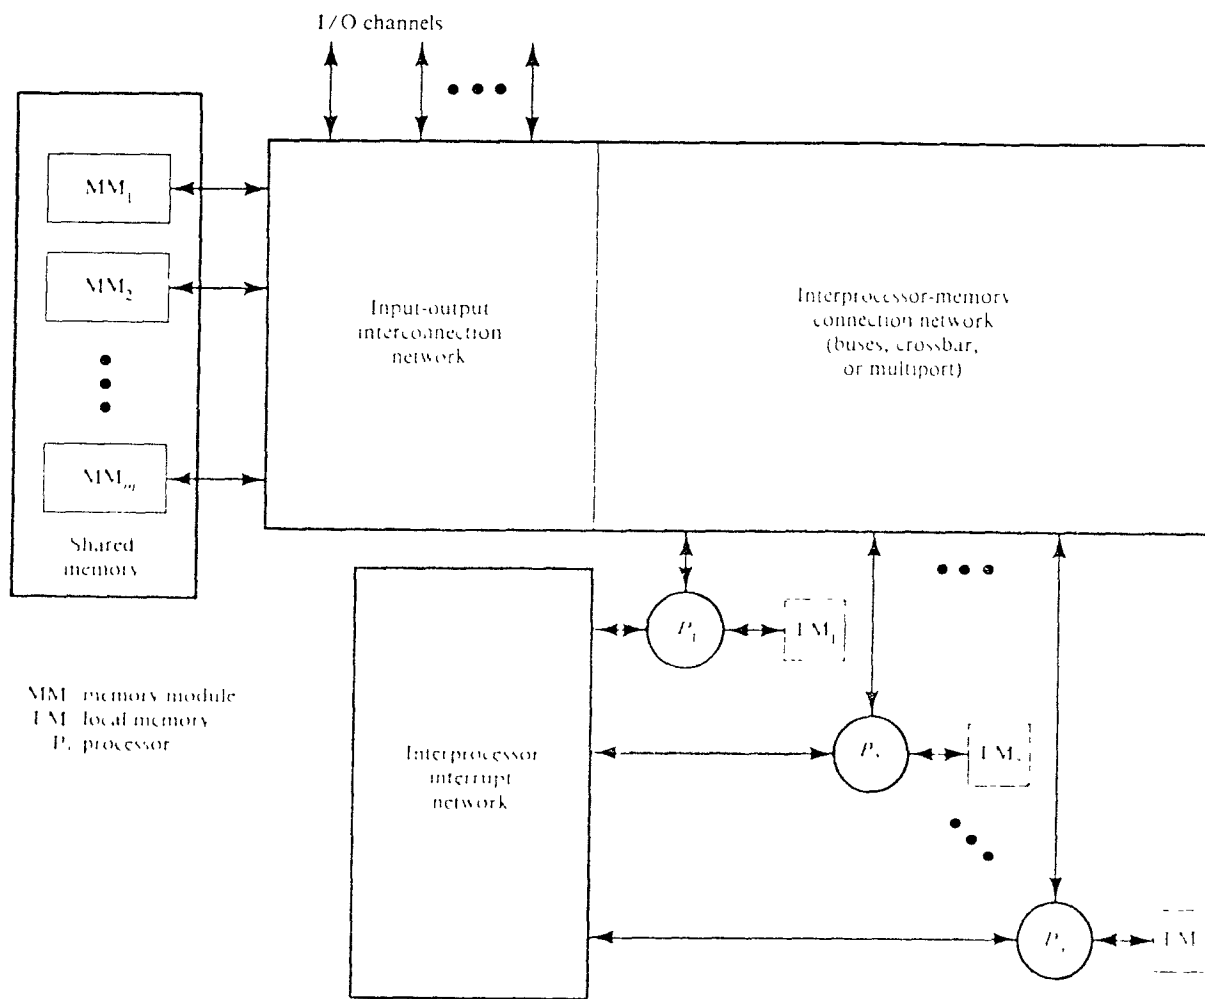 I/O channels
MM₁
MM₂
MMₘ
Shared
memory
Input-output
interconnection
network
Interprocessor-memory
connection network
(buses, crossbar,
or multiport)
P₁
LM₁
MM memory module
LM local memory
P, processor
Interprocessor
interrupt
network
P
LM
P
LM